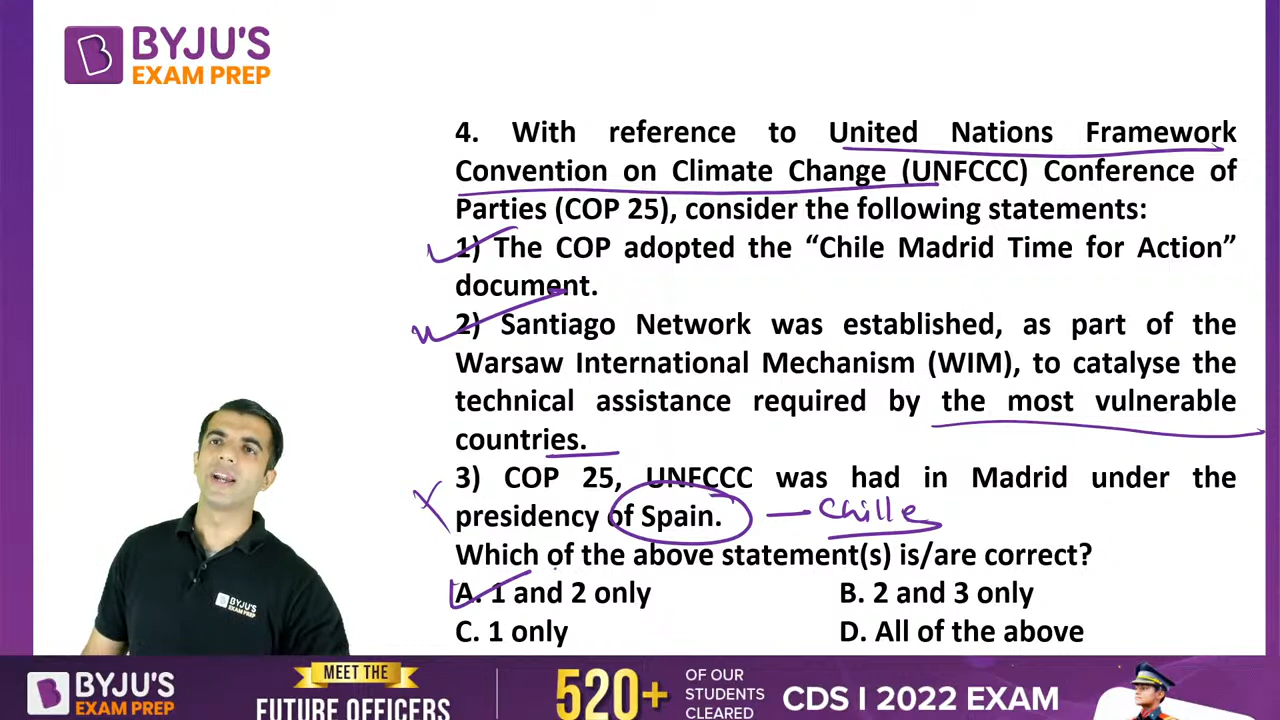 BYJU'S
EXAM PREP
4. With reference to United Nations Framework
Convention on Climate Change (UNFCCC) Conference of
Parties (COP 25), consider the following statements:
1) The COP adopted the “Chile Madrid Time for Action”
document.
2) Santiago Network was established, as part of the
Warsaw International Mechanism (WIM), to catalyse the
technical assistance required by the most vulnerable
countries.
3) COP 25, UNFCCC was had in Madrid under the
presidency of Spain. — Chille
Which of the above statement(s) is/are correct?
A. 1 and 2 only B. 2 and 3 only
C. 1 only D. All of the above
BYJU'S
EXAM PREP
BYJU'S
EXAM PREP
MEET THE
FUTURE OFFICERS
520+
OF OUR
STUDENTS
CLEARED
CDS I 2022 EXAM